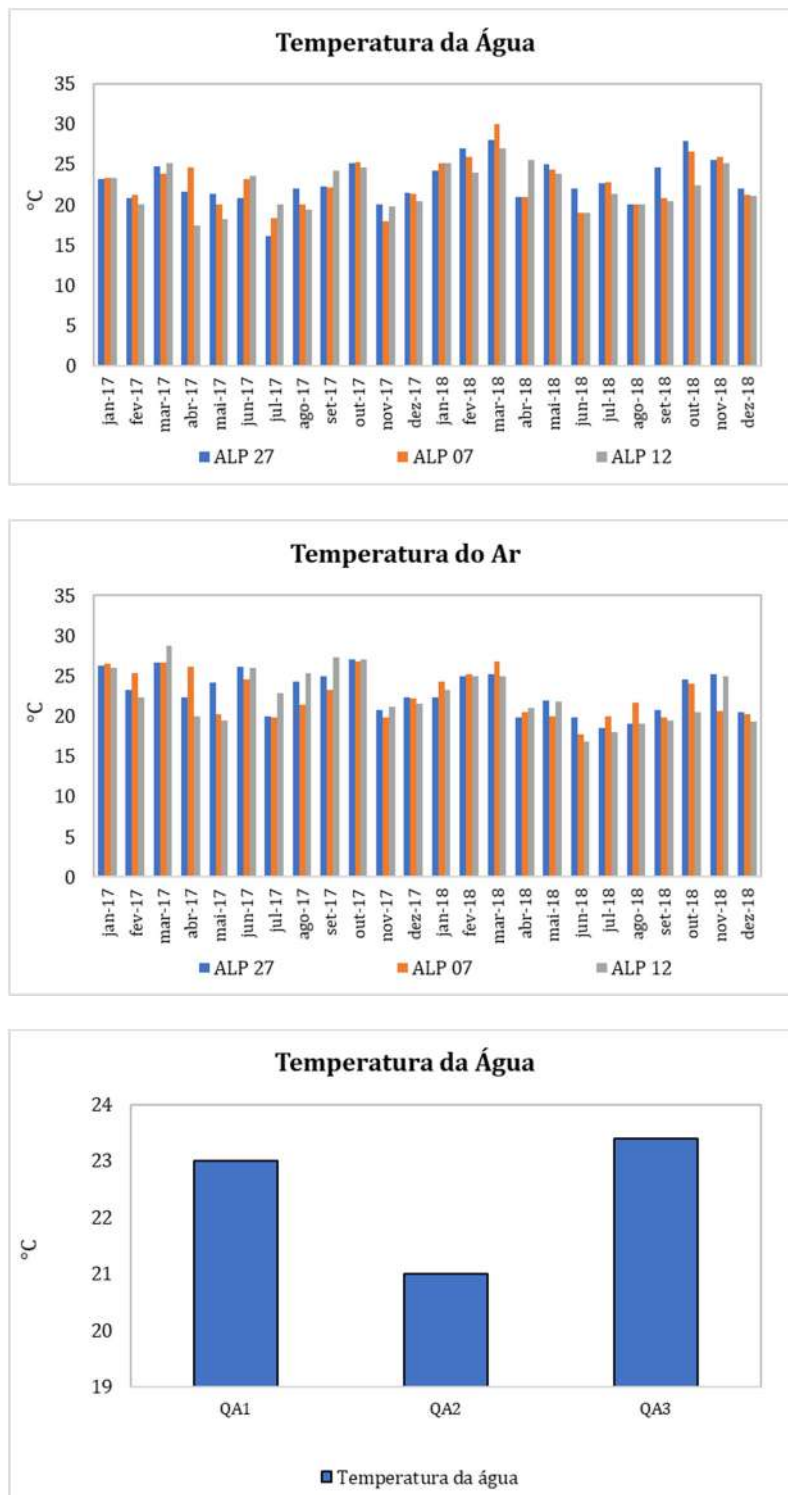 Temperatura da Água
35
30
25
20
15
10
5
0
°C
jan-17
fev-17
mar-17
abr-17
mai-17
jun-17
jul-17
ago-17
set-17
out-17
nov-17
dez-17
jan-18
fev-18
mar-18
abr-18
mai-18
jun-18
jul-18
ago-18
set-18
out-18
nov-18
dez-18
ALP 27 ALP 07 ALP 12
Temperatura do Ar
35
30
25
20
15
10
5
0
°C
jan-17
fev-17
mar-17
abr-17
mai-17
jun-17
jul-17
ago-17
set-17
out-17
nov-17
dez-17
jan-18
fev-18
mar-18
abr-18
mai-18
jun-18
jul-18
ago-18
set-18
out-18
nov-18
dez-18
ALP 27 ALP 07 ALP 12
Temperatura da Água
24
23
22
21
20
19
°C
QA1 QA2 QA3
Temperatura da água